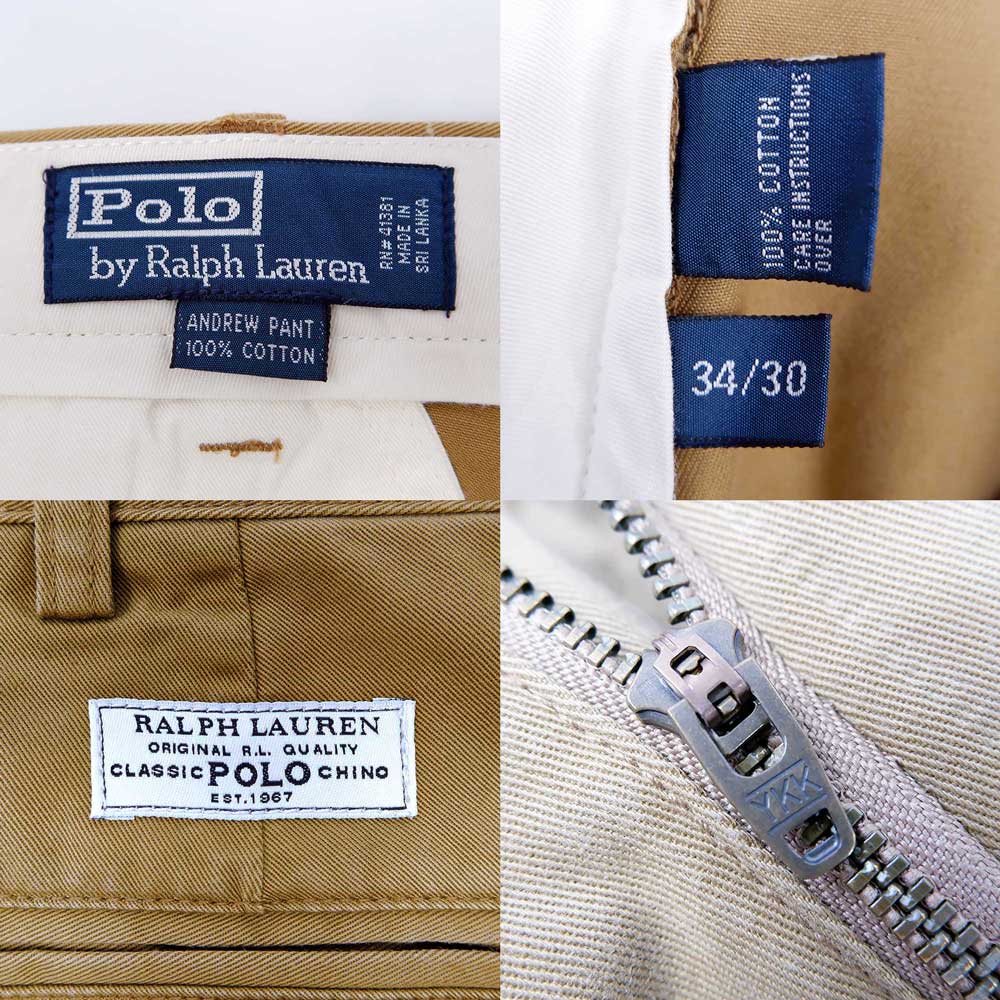 Polo
by Ralph Lauren
RN# 41381
MADE IN
SRI LANKA
ANDREW PANT
100% COTTON
100% COTTON
CARE INSTRUCTIONS
OVER
34/30
RALPH LAUREN
ORIGINAL R.L. QUALITY
CLASSIC POLO CHINO
EST. 1967
YKK